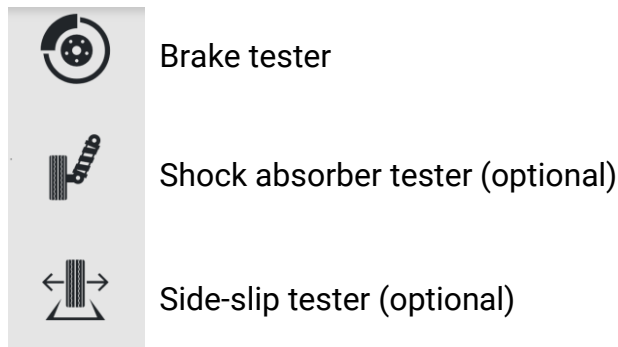 Brake tester
Shock absorber tester (optional)
Side-slip tester (optional)